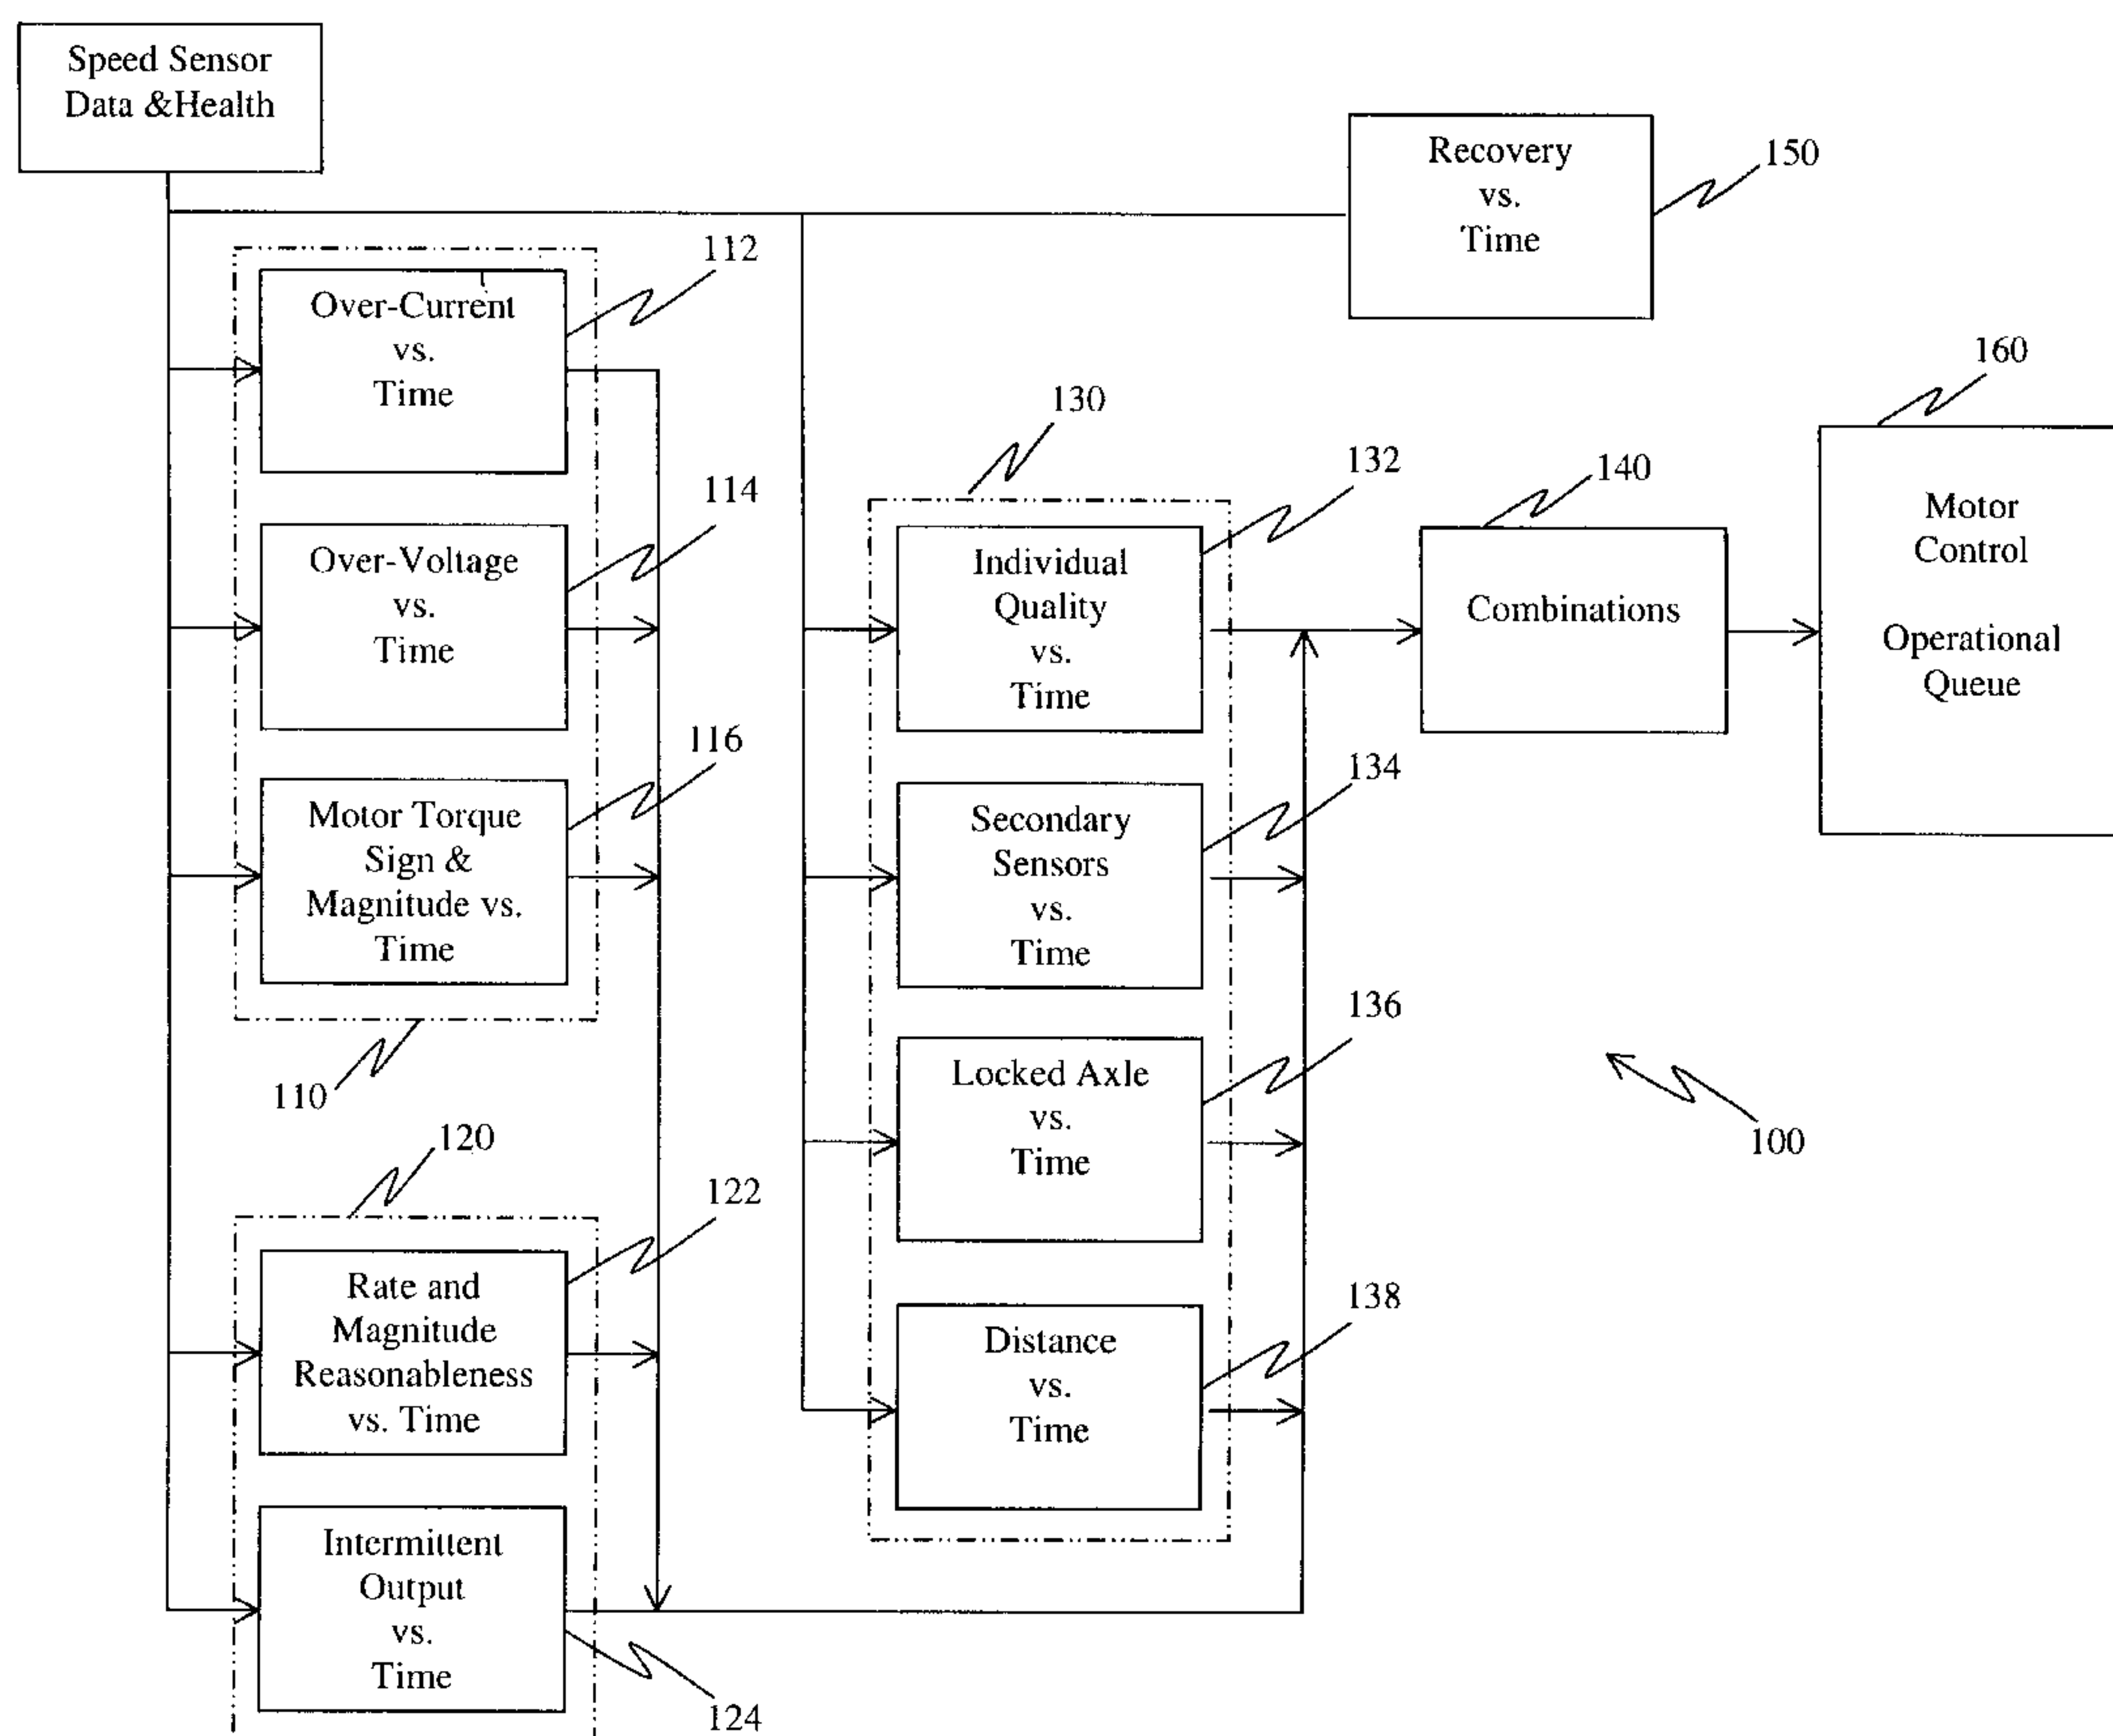 Speed Sensor
Data &Health
Recovery
vs.
Time
150
112
Over-Current
vs.
Time
160
130
114
132
140
Over-Voltage
vs.
Time
Individual
Quality
vs.
Time
Combinations
Motor
Control
Operational
Queue
116
134
Motor Torque
Sign &
Magnitude vs.
Time
Secondary
Sensors
vs.
Time
110
136
Locked Axle
vs.
Time
100
120
122
Rate and
Magnitude
Reasonableness
vs. Time
138
Distance
vs.
Time
Intermittent
Output
vs.
Time
124